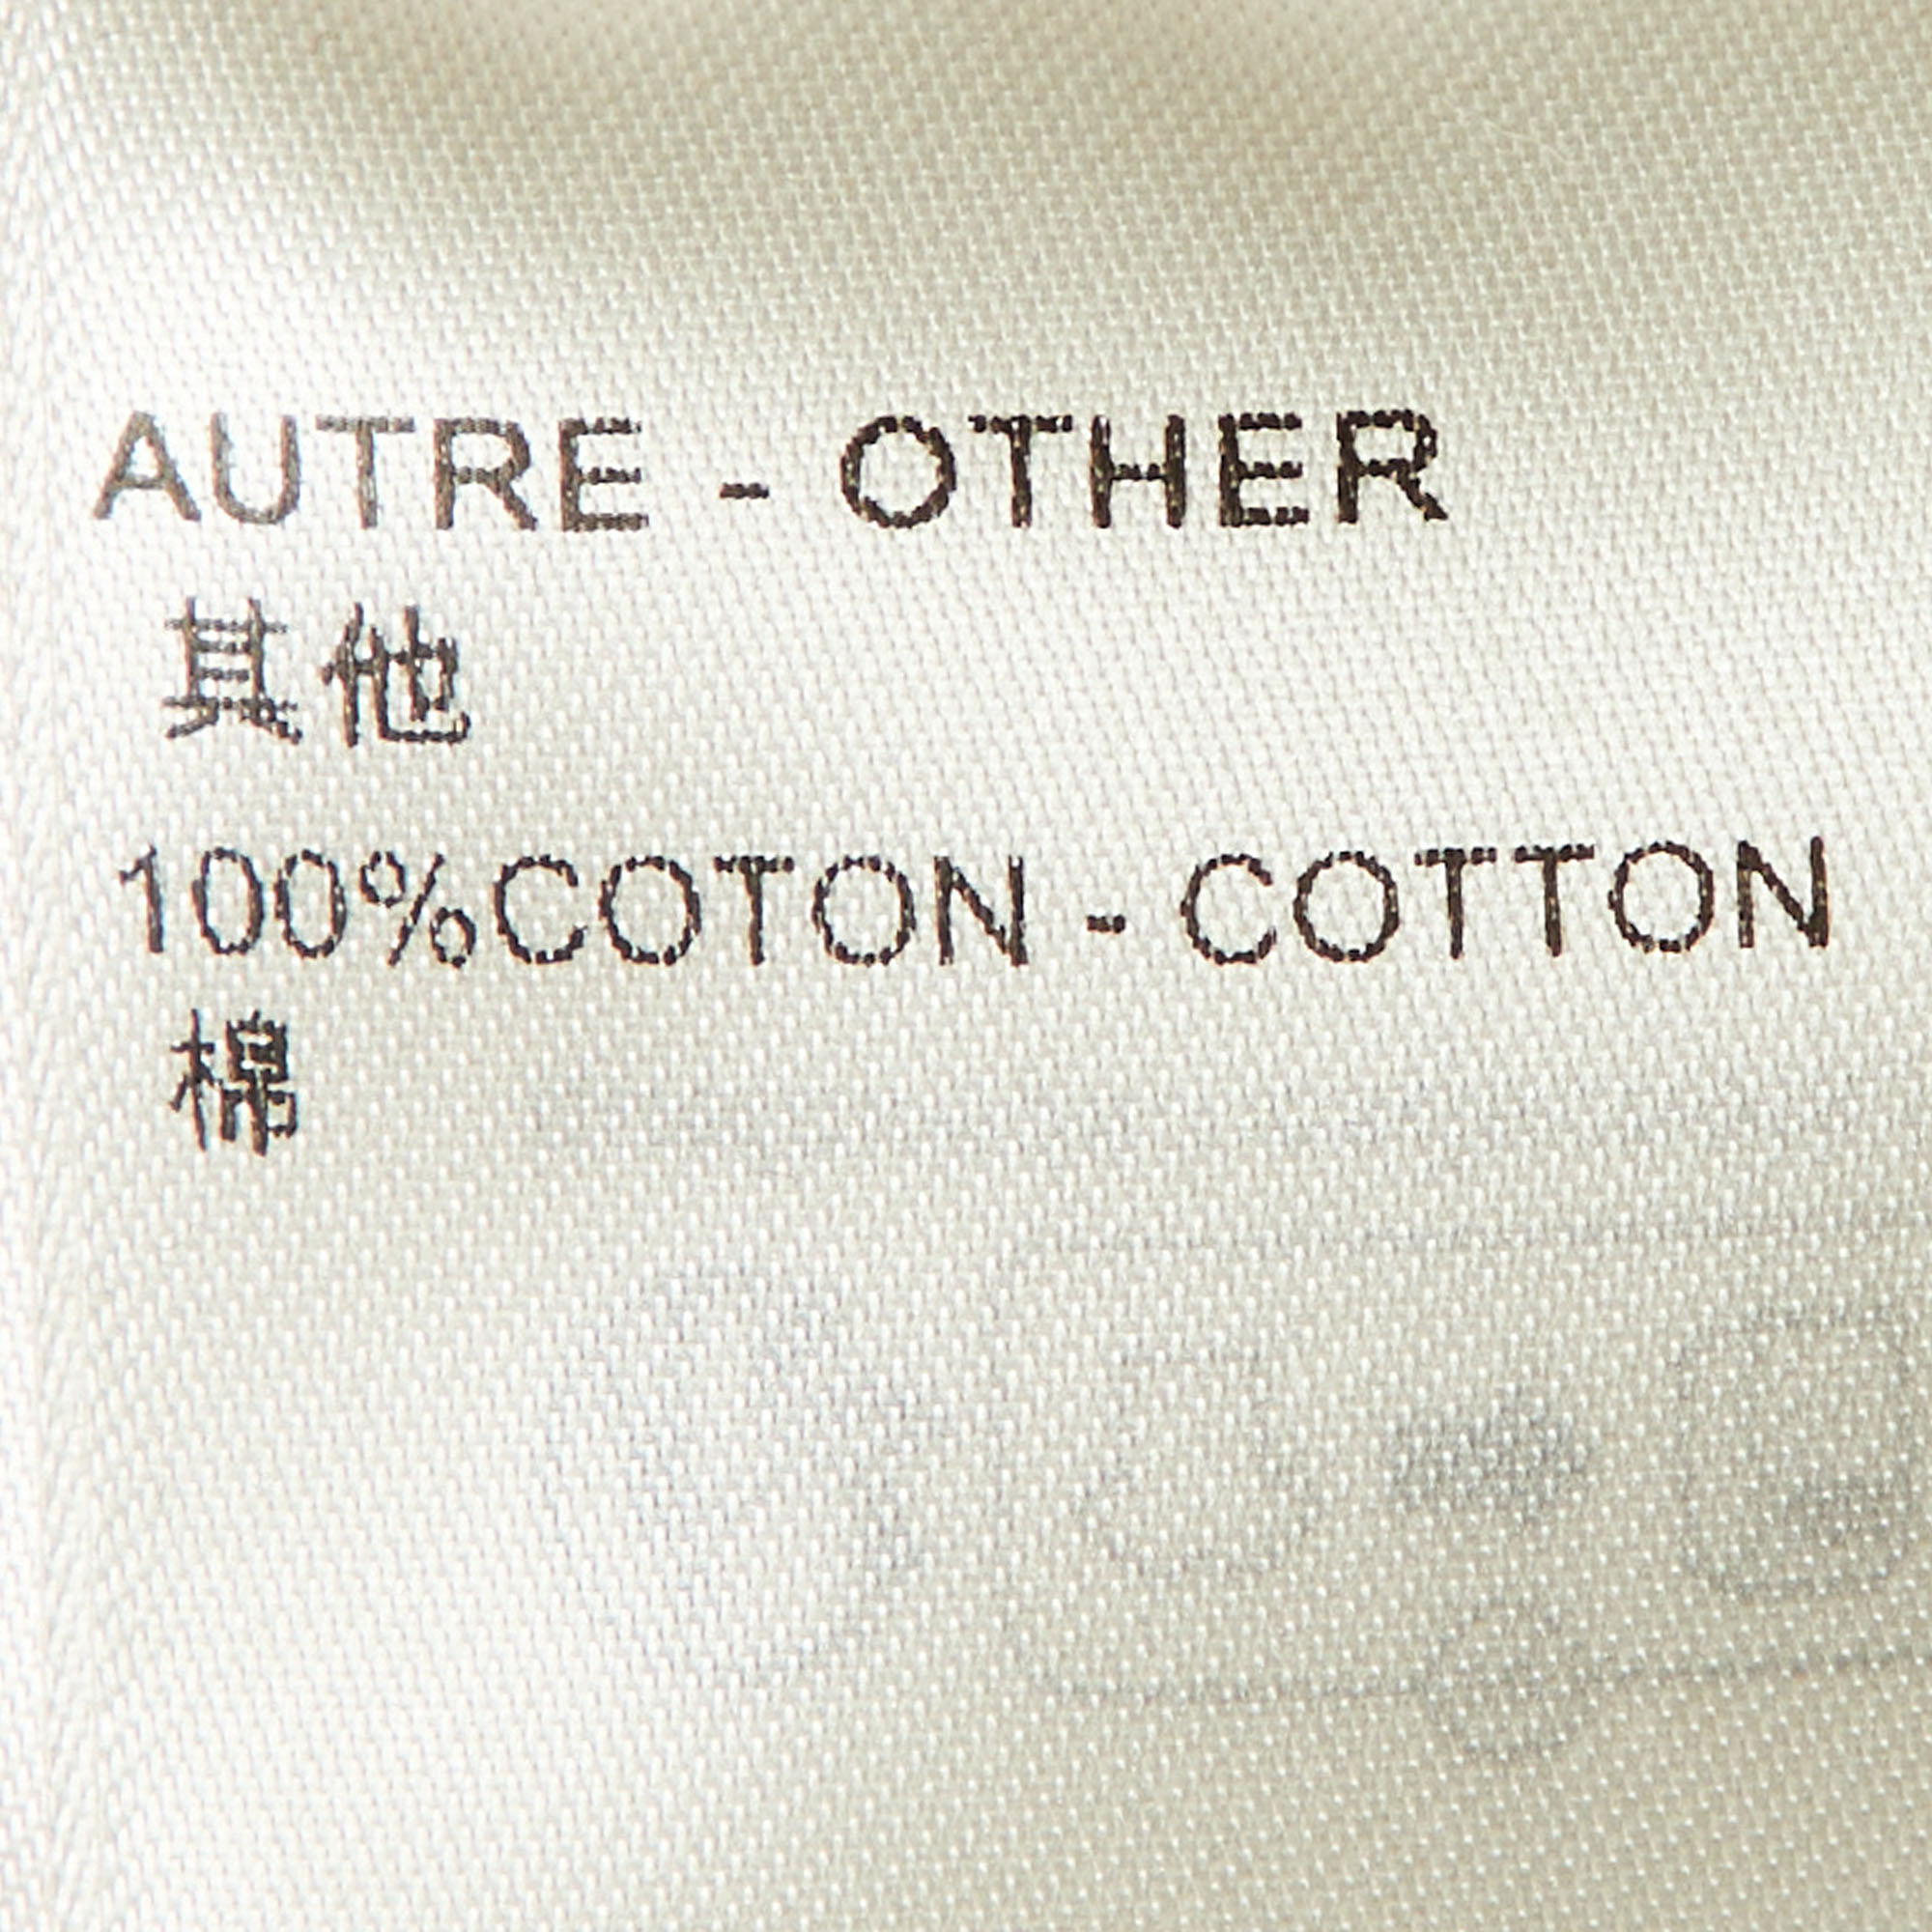 AUTRE - OTHER
其他
100%COTON - COTTON
棉